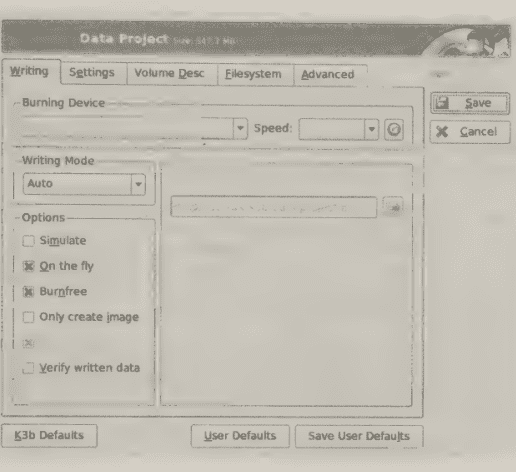 Data Project
Writing
Settings
Volume Desc
Filesystem
Advanced
Burning Device
Speed:
Save
Cancel
Writing Mode
Auto
Options
Simulate
On the fly
Burnfree
Only create image
Verify written data
K3b Defaults
User Defaults
Save User Defaults